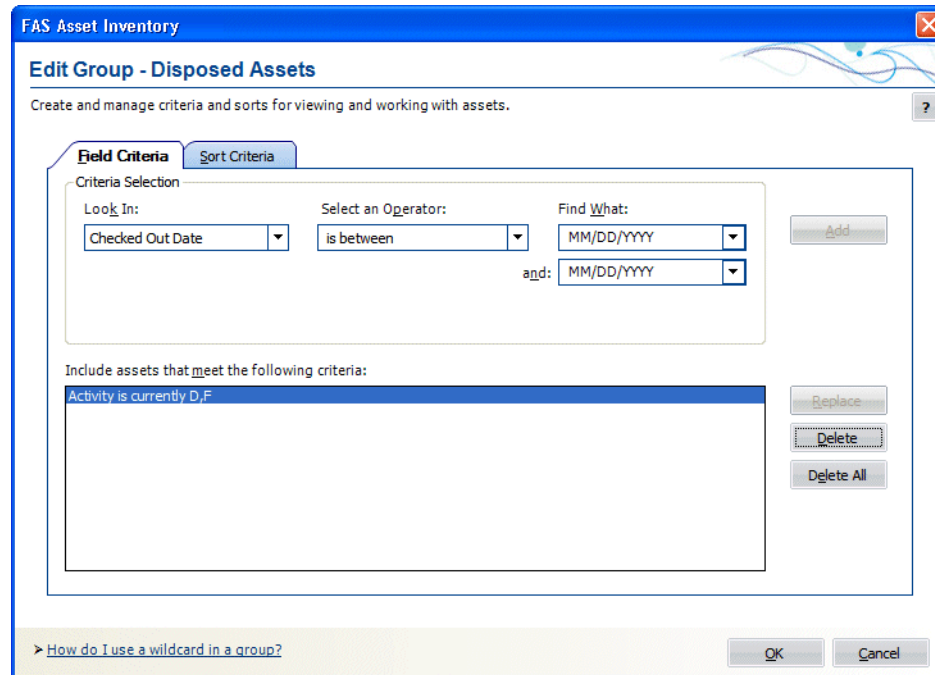 FAS Asset Inventory
Edit Group - Disposed Assets
Create and manage criteria and sorts for viewing and working with assets.
?
Field Criteria
Sort Criteria
Criteria Selection
Look In:
Select an Operator:
Find What:
Checked Out Date
is between
MM/DD/YYYY
Add
and:
MM/DD/YYYY
Include assets that meet the following criteria:
Activity is currently D,F
Replace
Delete
Delete All
How do I use a wildcard in a group?
OK
Cancel